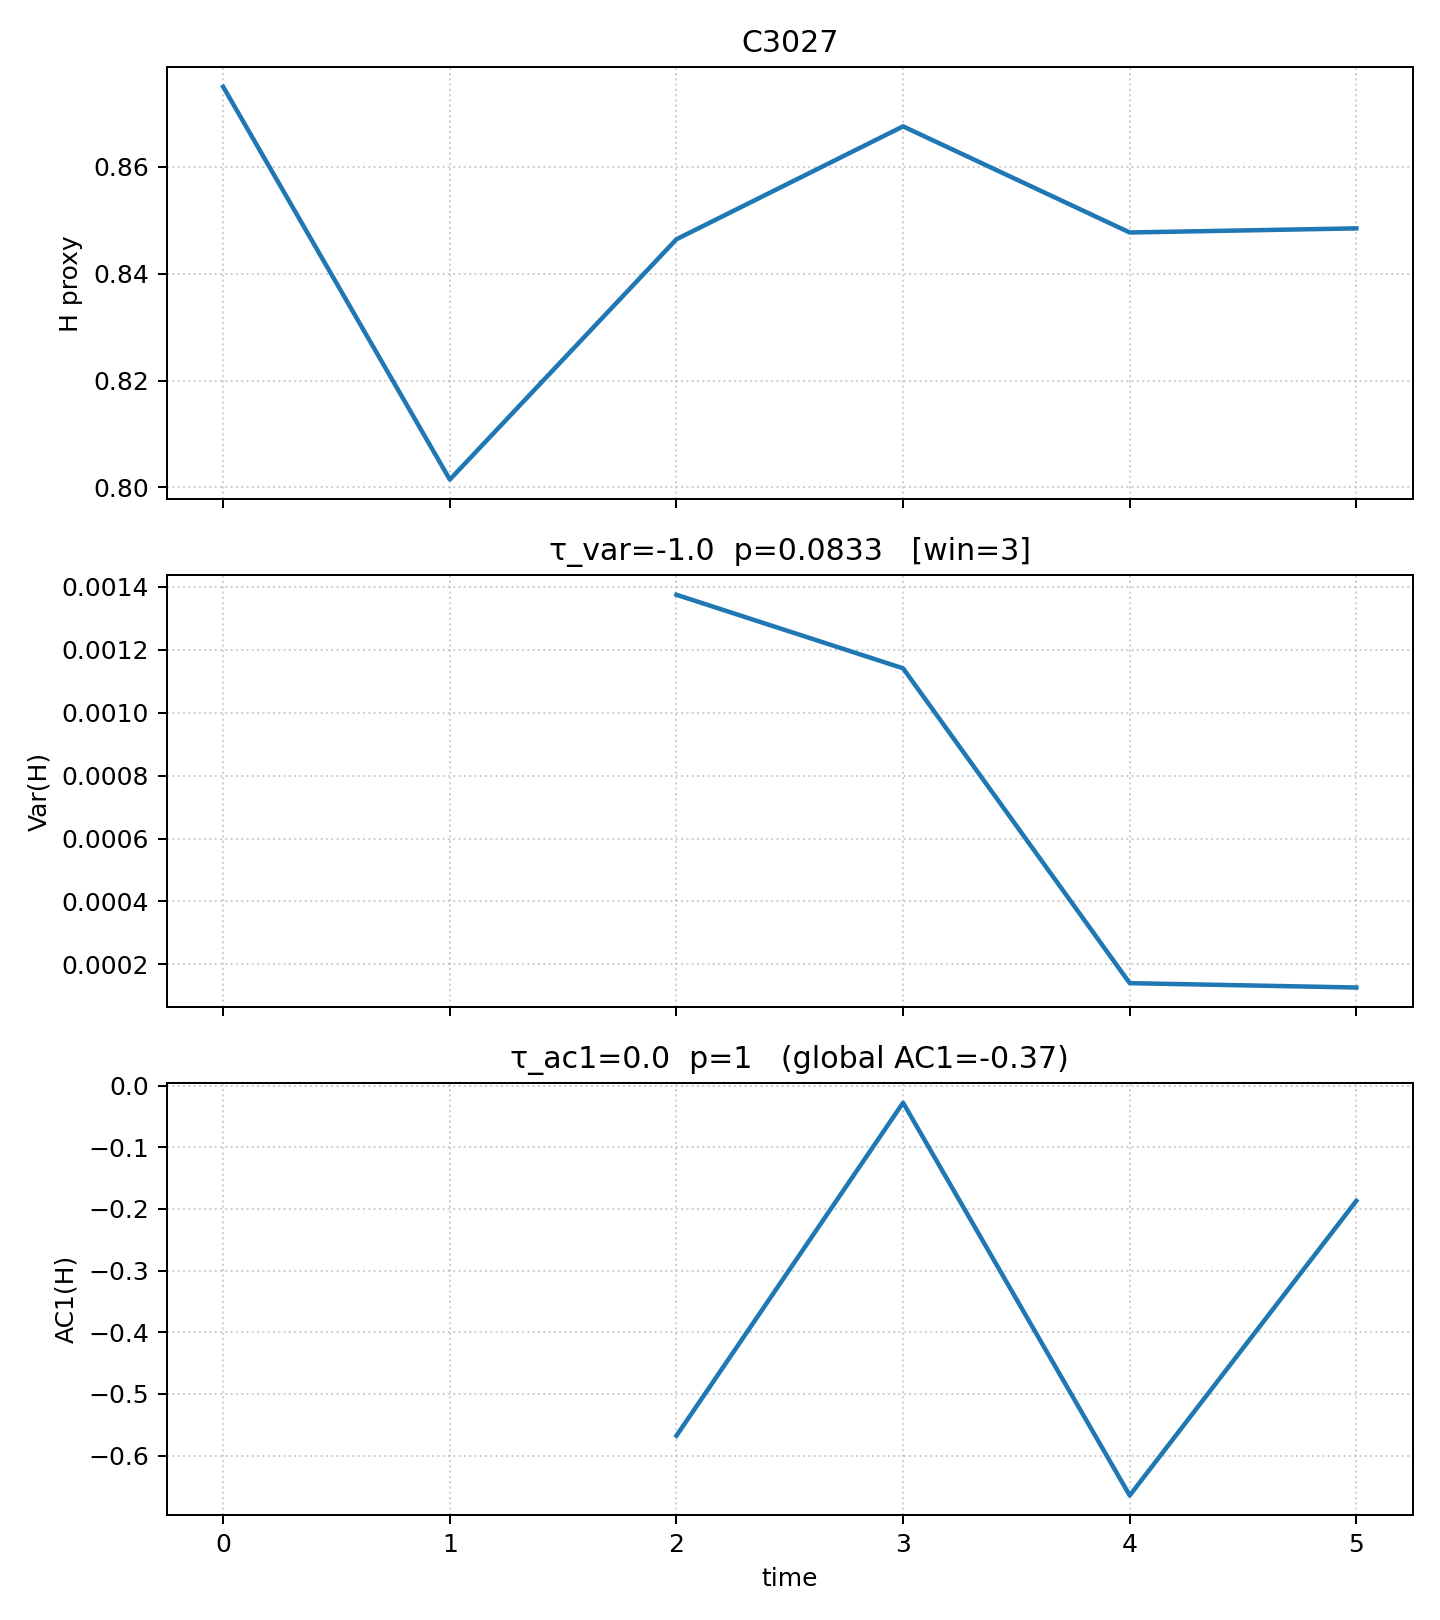 C3027
0.86
0.84
0.82
0.80
H proxy
τ_var=-1.0 p=0.0833 [win=3]
0.0014
0.0012
0.0010
0.0008
0.0006
0.0004
0.0002
Var(H)
τ_ac1=0.0 p=1 (global AC1=-0.37)
0.0
−0.1
−0.2
−0.3
−0.4
−0.5
−0.6
AC1(H)
0 1 2 3 4 5
time